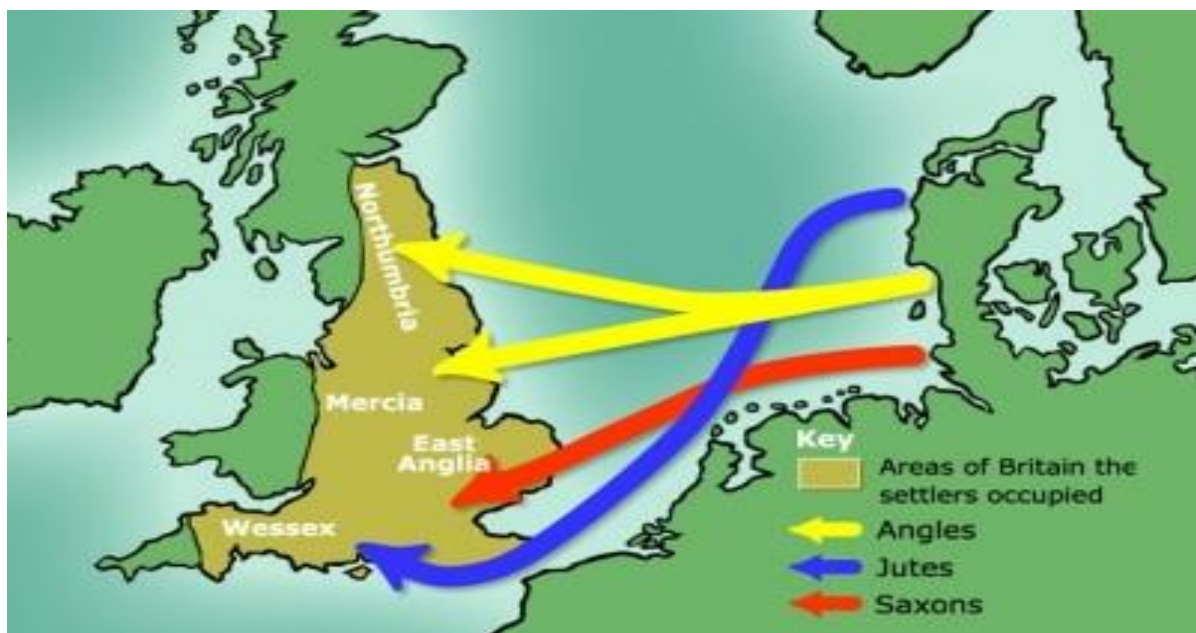 Northumbria
Mercia
East
Anglia
Wessex
Key
Areas of Britain the
settlers occupied
Angles
Jutes
Saxons